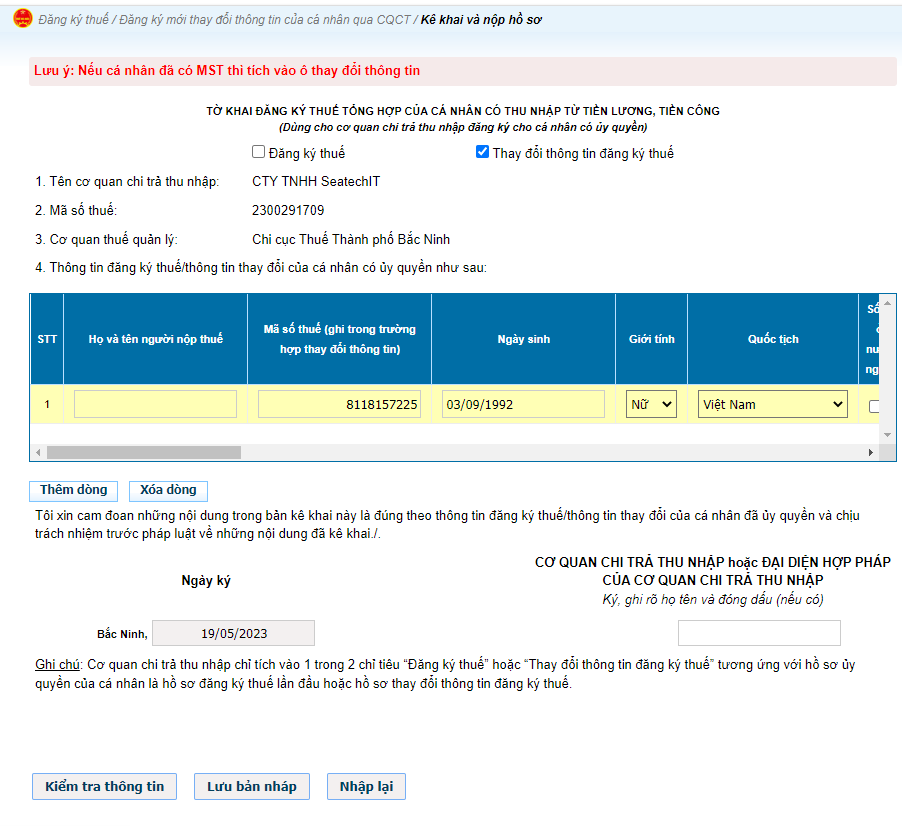 Đăng ký thuế / Đăng ký mới thay đổi thông tin của cá nhân qua CQCT / Kê khai và nộp hồ sơ
Lưu ý: Nếu cá nhân đã có MST thì tích vào ô thay đổi thông tin
TỜ KHAI ĐĂNG KÝ THUẾ TỔNG HỢP CỦA CÁ NHÂN CÓ THU NHẬP TỪ TIỀN LƯƠNG, TIỀN CÔNG
(Dùng cho cơ quan chi trả thu nhập đăng ký cho cá nhân có ủy quyền)
Đăng ký thuế Thay đổi thông tin đăng ký thuế
1. Tên cơ quan chi trả thu nhập: CTY TNHH SeatechIT
2. Mã số thuế: 2300291709
3. Cơ quan thuế quản lý: Chi cục Thuế Thành phố Bắc Ninh
4. Thông tin đăng ký thuế/thông tin thay đổi của cá nhân có ủy quyền như sau:
STT Họ và tên người nộp thuế Mã số thuế (ghi trong trường hợp thay đổi thông tin) Ngày sinh Giới tính Quốc tịch
1 8118157225 03/09/1992 Nữ Việt Nam
Thêm dòng Xóa dòng
Tôi xin cam đoan những nội dung trong bản kê khai này là đúng theo thông tin đăng ký thuế/thông tin thay đổi của cá nhân đã ủy quyền và chịu
trách nhiệm trước pháp luật về những nội dung đã kê khai./.
CƠ QUAN CHI TRẢ THU NHẬP hoặc ĐẠI DIỆN HỢP PHÁP
CỦA CƠ QUAN CHI TRẢ THU NHẬP
Ngày ký
Ký, ghi rõ họ tên và đóng dấu (nếu có)
Bắc Ninh, 19/05/2023
Ghi chú: Cơ quan chi trả thu nhập chỉ tích vào 1 trong 2 chỉ tiêu “Đăng ký thuế” hoặc “Thay đổi thông tin đăng ký thuế” tương ứng với hồ sơ ủy
quyền của cá nhân là hồ sơ đăng ký thuế lần đầu hoặc hồ sơ thay đổi thông tin đăng ký thuế.
Kiểm tra thông tin Lưu bản nháp Nhập lại